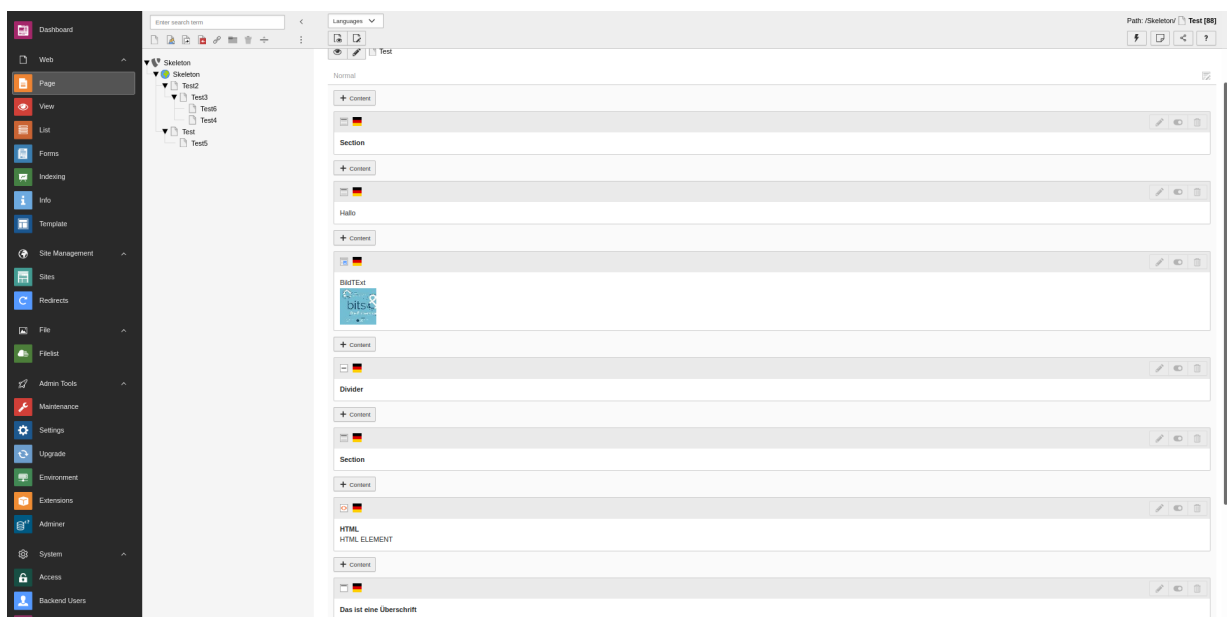 Dashboard
Web
Page
View
List
Forms
Indexing
Info
Template
Site Management
Sites
Redirects
File
Filelist
Admin Tools
Maintenance
Settings
Upgrade
Environment
Extensions
Adminer
System
Access
Backend Users
Enter search term
Skeleton
Skeleton
Test2
Test3
Test6
Test4
Test
Test5
Languages
Path: /Skeleton/ Test [88]
Test
Normal
+ Content
Section
+ Content
Hallo
+ Content
BildTExt
bits
+ Content
Divider
+ Content
Section
+ Content
HTML
HTML ELEMENT
+ Content
Das ist eine Überschrift